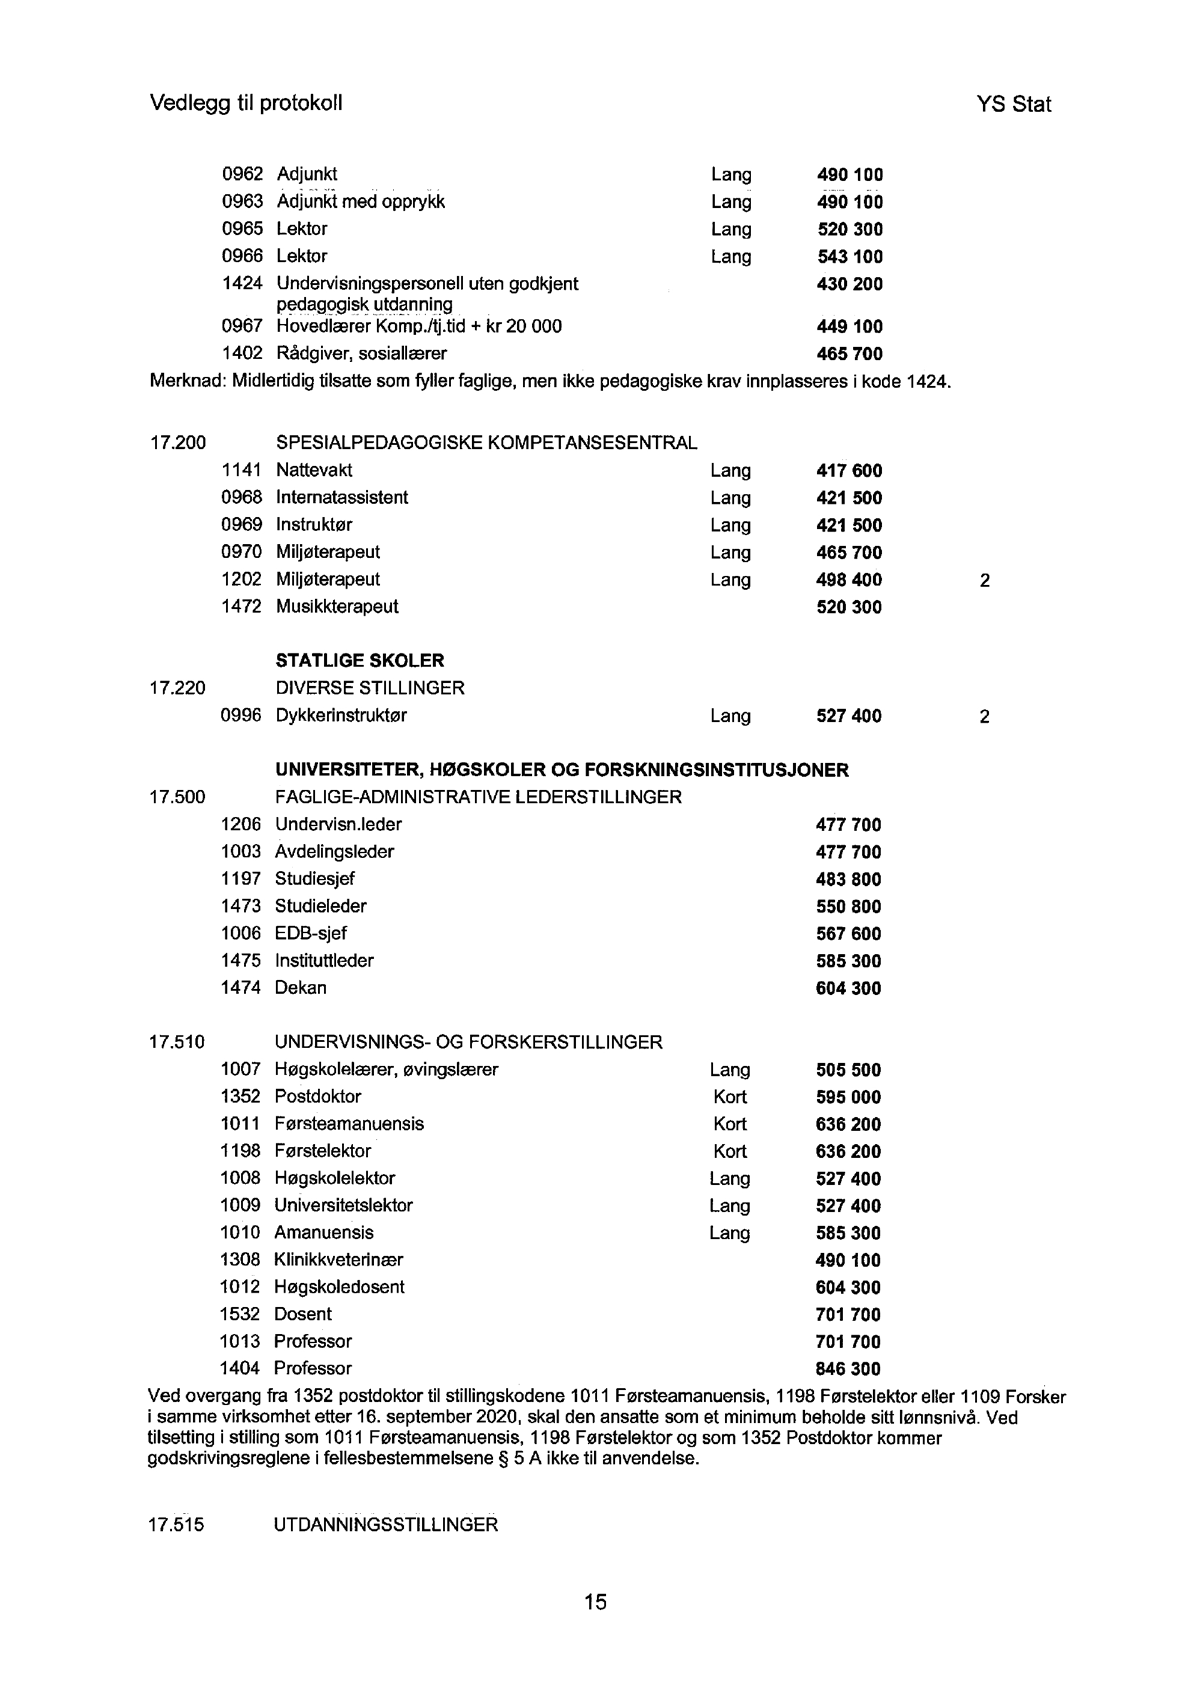 Vedlegg til protokoll YS Stat
0962 Adjunkt Lang 490 100
0963 Adjunkt med opprykk Lang 490 100
0965 Lektor Lang 520 300
0966 Lektor Lang 543 100
1424 Undervisningspersonell uten godkjent 430 200
pedagogisk utdanning
0967 Hovedlærer Komp./tj.tid + kr 20 000 449 100
1402 Rådgiver, sosiallærer 465 700
Merknad: Midlertidig tilsatte som fyller faglige, men ikke pedagogiske krav innplasseres i kode 1424.
17.200 SPESIALPEDAGOGISKE KOMPETANSESENTRAL
1141 Nattevakt Lang 417 600
0968 Internatassistent Lang 421 500
0969 Instruktør Lang 421 500
0970 Miljøterapeut Lang 465 700
1202 Miljøterapeut Lang 498 400 2
1472 Musikkterapeut 520 300
STATLIGE SKOLER
17.220 DIVERSE STILLINGER
0996 Dykkerinstruktør Lang 527 400 2
UNIVERSITETER, HØGSKOLER OG FORSKNINGSINSTITUSJONER
17.500 FAGLIGE-ADMINISTRATIVE LEDERSTILLINGER
1206 Undervisn.leder 477 700
1003 Avdelingsleder 477 700
1197 Studiesjef 483 800
1473 Studieleder 550 800
1006 EDB-sjef 567 600
1475 Instituttleder 585 300
1474 Dekan 604 300
17.510 UNDERVISNINGS- OG FORSKERSTILLINGER
1007 Høgskolelærer, øvingslærer Lang 505 500
1352 Postdoktor Kort 595 000
1011 Førsteamanuensis Kort 636 200
1198 Førstelektor Kort 636 200
1008 Høgskolelektor Lang 527 400
1009 Universitetslektor Lang 527 400
1010 Amanuensis Lang 585 300
1308 Klinikkveterinær 490 100
1012 Høgskoledosent 604 300
1532 Dosent 701 700
1013 Professor 701 700
1404 Professor 846 300
Ved overgang fra 1352 postdoktor til stillingskodene 1011 Førsteamanuensis, 1198 Førstelektor eller 1109 Forsker
i samme virksomhet etter 16. september 2020, skal den ansatte som et minimum beholde sitt lønnsnivå. Ved
tilsetting i stilling som 1011 Førsteamanuensis, 1198 Førstelektor og som 1352 Postdoktor kommer
godskrivingsreglene i fellesbestemmelsene § 5 A ikke til anvendelse.
17.515 UTDANNINGSSTILLINGER
15